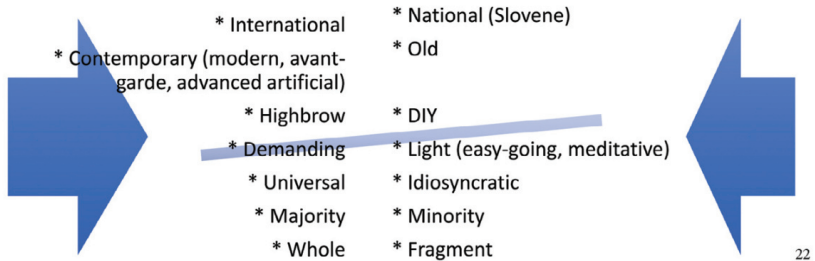 * International
* Contemporary (modern, avant-
garde, advanced artificial)
* Highbrow
* Demanding
* Universal
* Majority
* Whole
* National (Slovene)
* Old
* DIY
* Light (easy-going, meditative)
* Idiosyncratic
* Minority
* Fragment
22